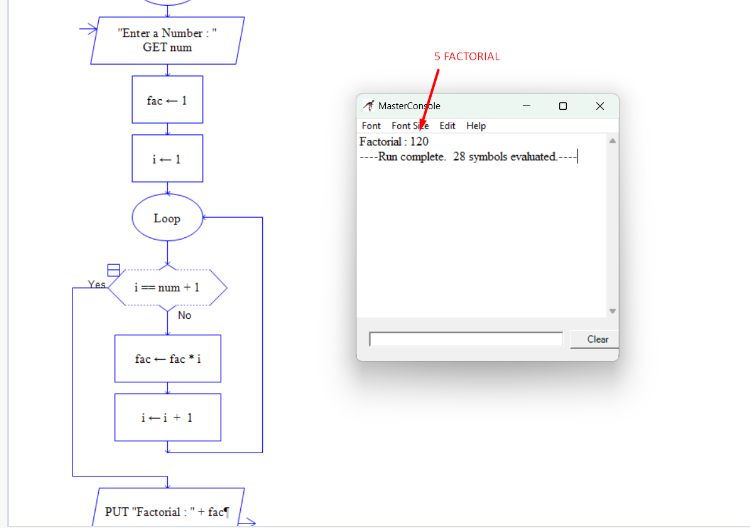 "Enter a Number : "
GET num
fac ← 1
i ← 1
Loop
Yes
i == num + 1
No
fac ← fac * i
i ← i + 1
PUT "Factorial : " + fac¶
5 FACTORIAL
MasterConsole
Font Font Size Edit Help
Factorial : 120
----Run complete. 28 symbols evaluated.----
Clear